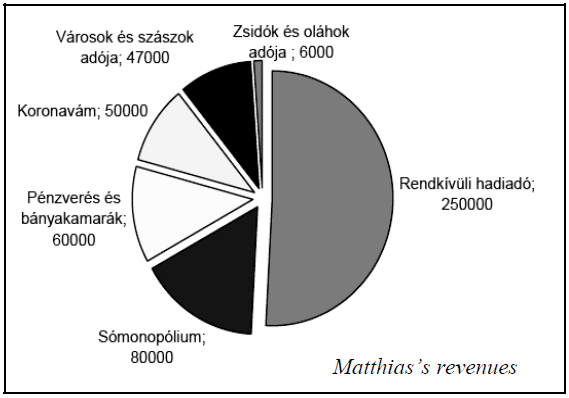 Városok és szászok
adója; 47000
Zsidók és oláhok
adója ; 6000
Koronavám; 50000
Rendkívüli hadiadó;
250000
Pénzverés és
bányakamarák;
60000
Sómonopólium;
80000
Matthias's revenues